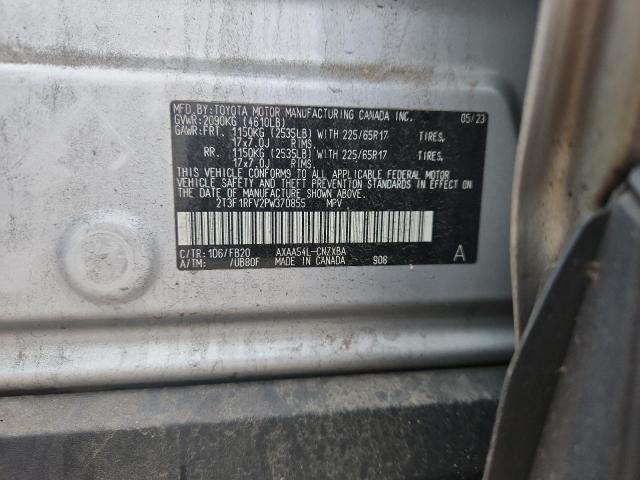 MFD.BY:TOYOTA MOTOR MANUFACTURING CANADA INC. 05/23
GVWR:2090KG (4610LB)
GAWR:FRT. 1150KG (2535LB) WITH 225/65R17 TIRES,
17x7.0J RIMS
RR. 1150KG (2535LB) WITH 225/65R17 TIRES,
17x7.0J RIMS
THIS VEHICLE CONFORMS TO ALL APPLICABLE FEDERAL MOTOR
VEHICLE SAFETY AND THEFT PREVENTION STANDARDS IN EFFECT ON
THE DATE OF MANUFACTURE SHOWN ABOVE.
2T3F1RFV2PW370855 MPV
C/TR:1D6/FB20 AXAA54L-CNZXBA
A/TM: /UB80F MADE IN CANADA 908 A